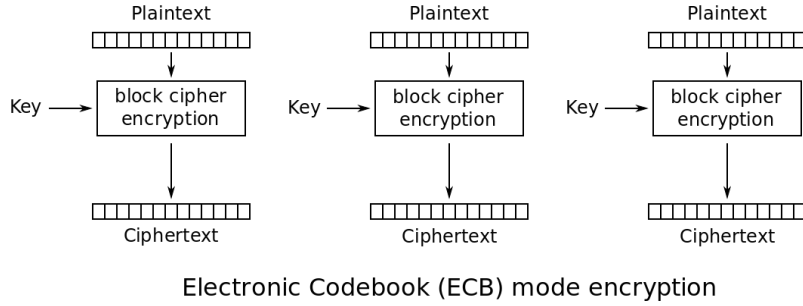 Plaintext
Plaintext
Plaintext
Key
block cipher
encryption
Key
block cipher
encryption
Key
block cipher
encryption
Ciphertext
Ciphertext
Ciphertext
Electronic Codebook (ECB) mode encryption